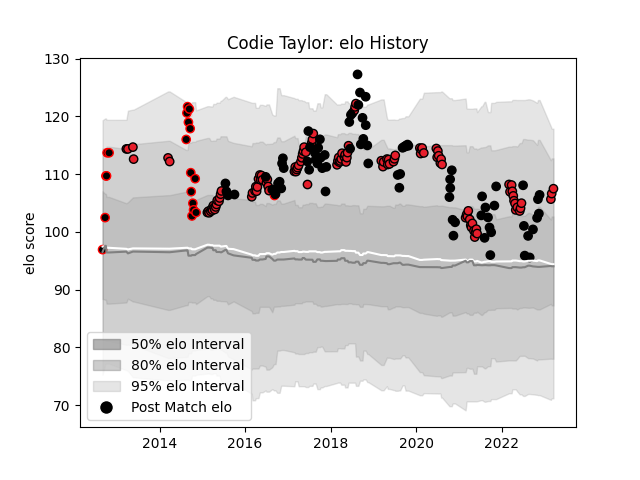 Codie Taylor: elo History
elo score
130
120
110
100
90
80
70
50% elo Interval
80% elo Interval
95% elo Interval
Post Match elo
2014
2016
2018
2020
2022